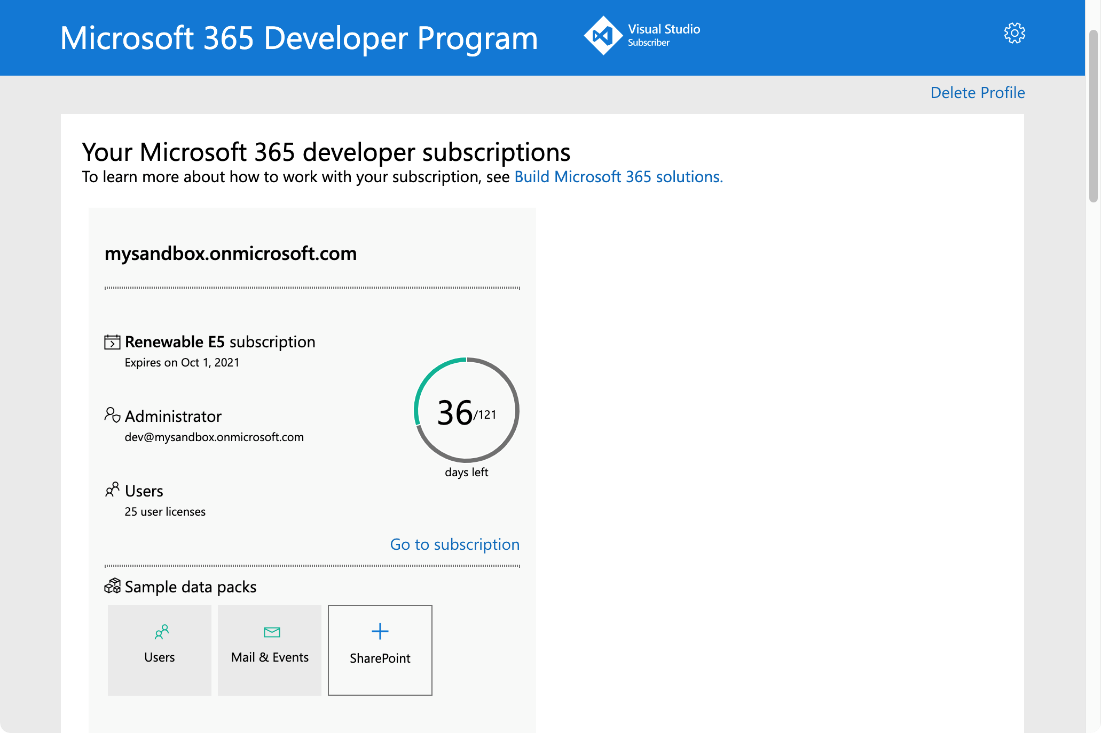 Microsoft 365 Developer Program
Visual Studio
Subscriber
Delete Profile
Your Microsoft 365 developer subscriptions
To learn more about how to work with your subscription, see Build Microsoft 365 solutions.
mysandbox.onmicrosoft.com
Renewable E5 subscription
Expires on Oct 1, 2021
36/121
days left
Administrator
dev@mysandbox.onmicrosoft.com
Users
25 user licenses
Go to subscription
Sample data packs
Users
Mail & Events
SharePoint